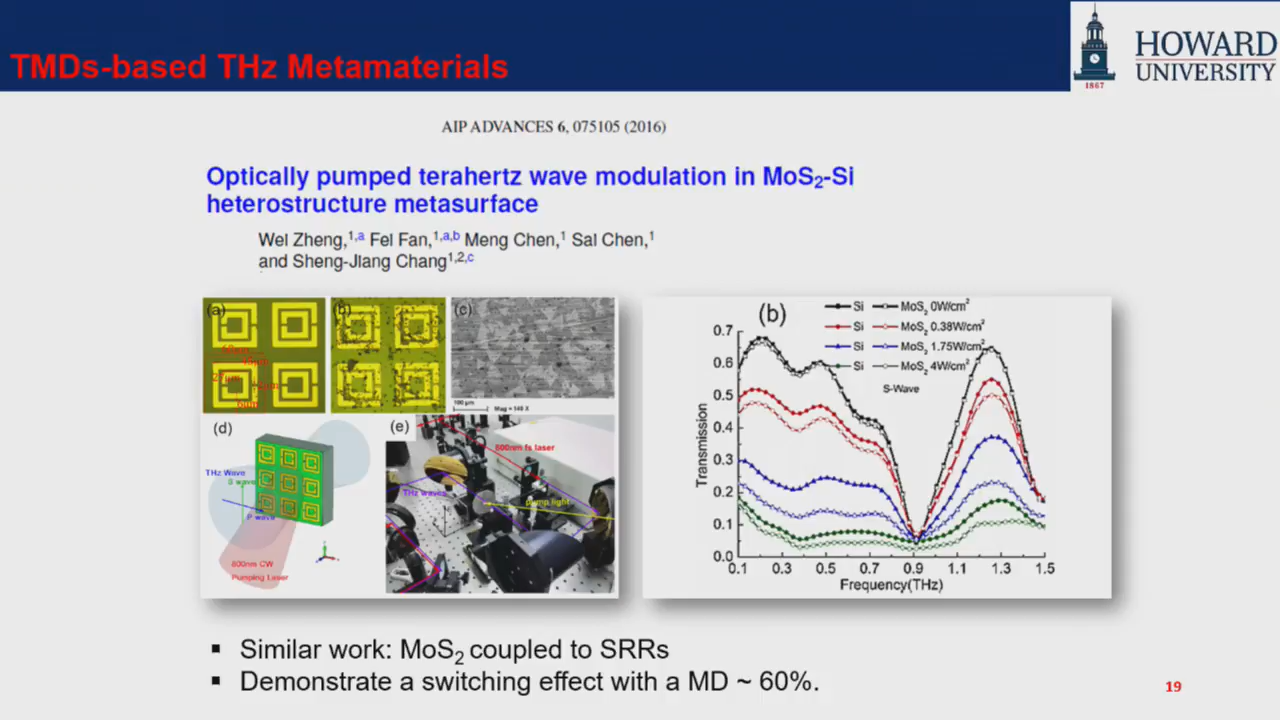 TMDs-based THz Metamaterials
HOWARD
UNIVERSITY
1867
AIP ADVANCES 6, 075105 (2016)
Optically pumped terahertz wave modulation in MoS2-Si
heterostructure metasurface
Wei Zheng,1,a Fei Fan,1,a,b Meng Chen,1 Sai Chen,1
and Sheng-Jiang Chang1,2,c
(a)
(b)
(c)
100 μm
Mag = 140 X
(d)
THz Wave
S wave
P wave
800nm CW
Pumping Laser
(e)
800nm fs laser
THz waves
pump light
(b)
Si MoS2 0W/cm2
Si MoS2 0.38W/cm2
Si MoS2 1.75W/cm2
Si MoS2 4W/cm2
S-Wave
Transmission
0.7
0.6
0.5
0.4
0.3
0.2
0.1
0.0
0.1 0.3 0.5 0.7 0.9 1.1 1.3 1.5
Frequency(THz)
▪ Similar work: MoS2 coupled to SRRs
▪ Demonstrate a switching effect with a MD ~ 60%.
19